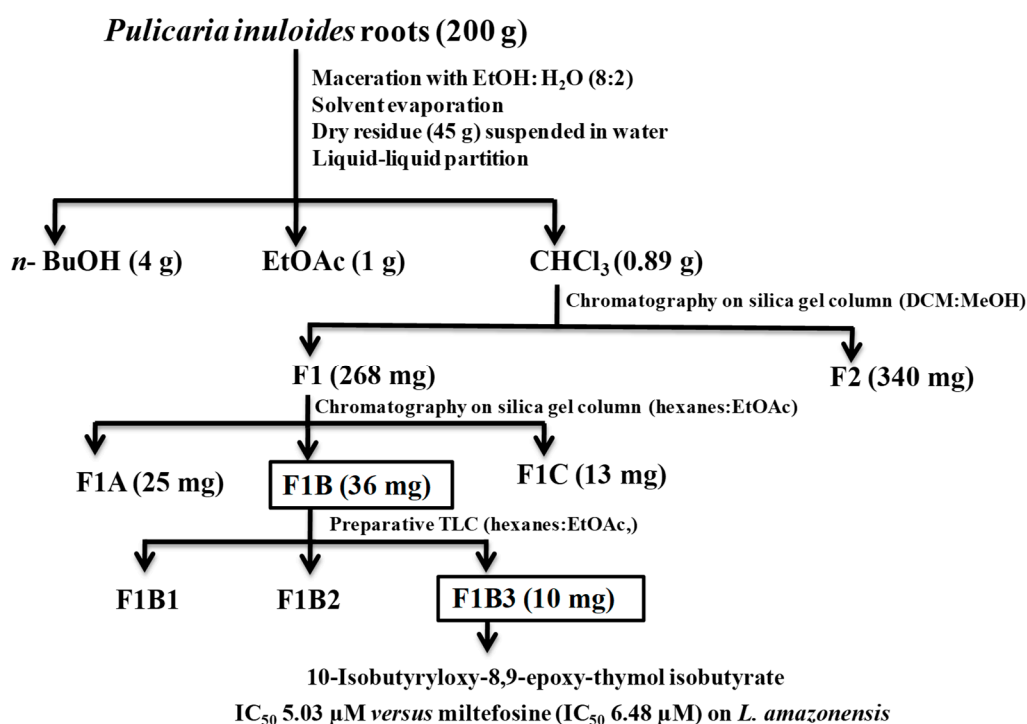 Pulicaria inuloides roots (200 g)
Maceration with EtOH: H₂O (8:2)
Solvent evaporation
Dry residue (45 g) suspended in water
Liquid-liquid partition
n- BuOH (4 g)
EtOAc (1 g)
CHCl₃ (0.89 g)
Chromatography on silica gel column (DCM:MeOH)
F1 (268 mg)
F2 (340 mg)
Chromatography on silica gel column (hexanes:EtOAc)
F1A (25 mg)
F1B (36 mg)
F1C (13 mg)
Preparative TLC (hexanes:EtOAc,)
F1B1
F1B2
F1B3 (10 mg)
10-Isobutyryloxy-8,9-epoxy-thymol isobutyrate
IC₅₀ 5.03 µM versus miltefosine (IC₅₀ 6.48 µM) on L. amazonensis